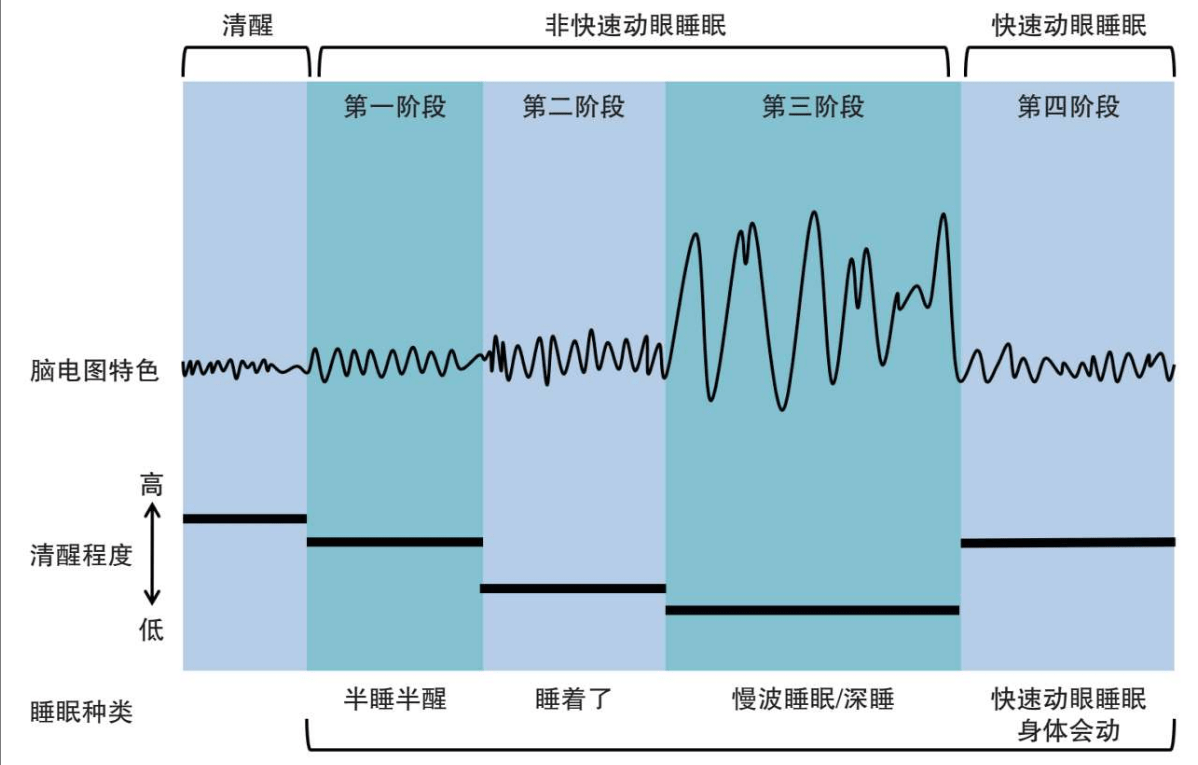 清醒
非快速动眼睡眠
快速动眼睡眠
第一阶段
第二阶段
第三阶段
第四阶段
脑电图特色
高
清醒程度
低
睡眠种类
半睡半醒
睡着了
慢波睡眠/深睡
快速动眼睡眠
身体会动